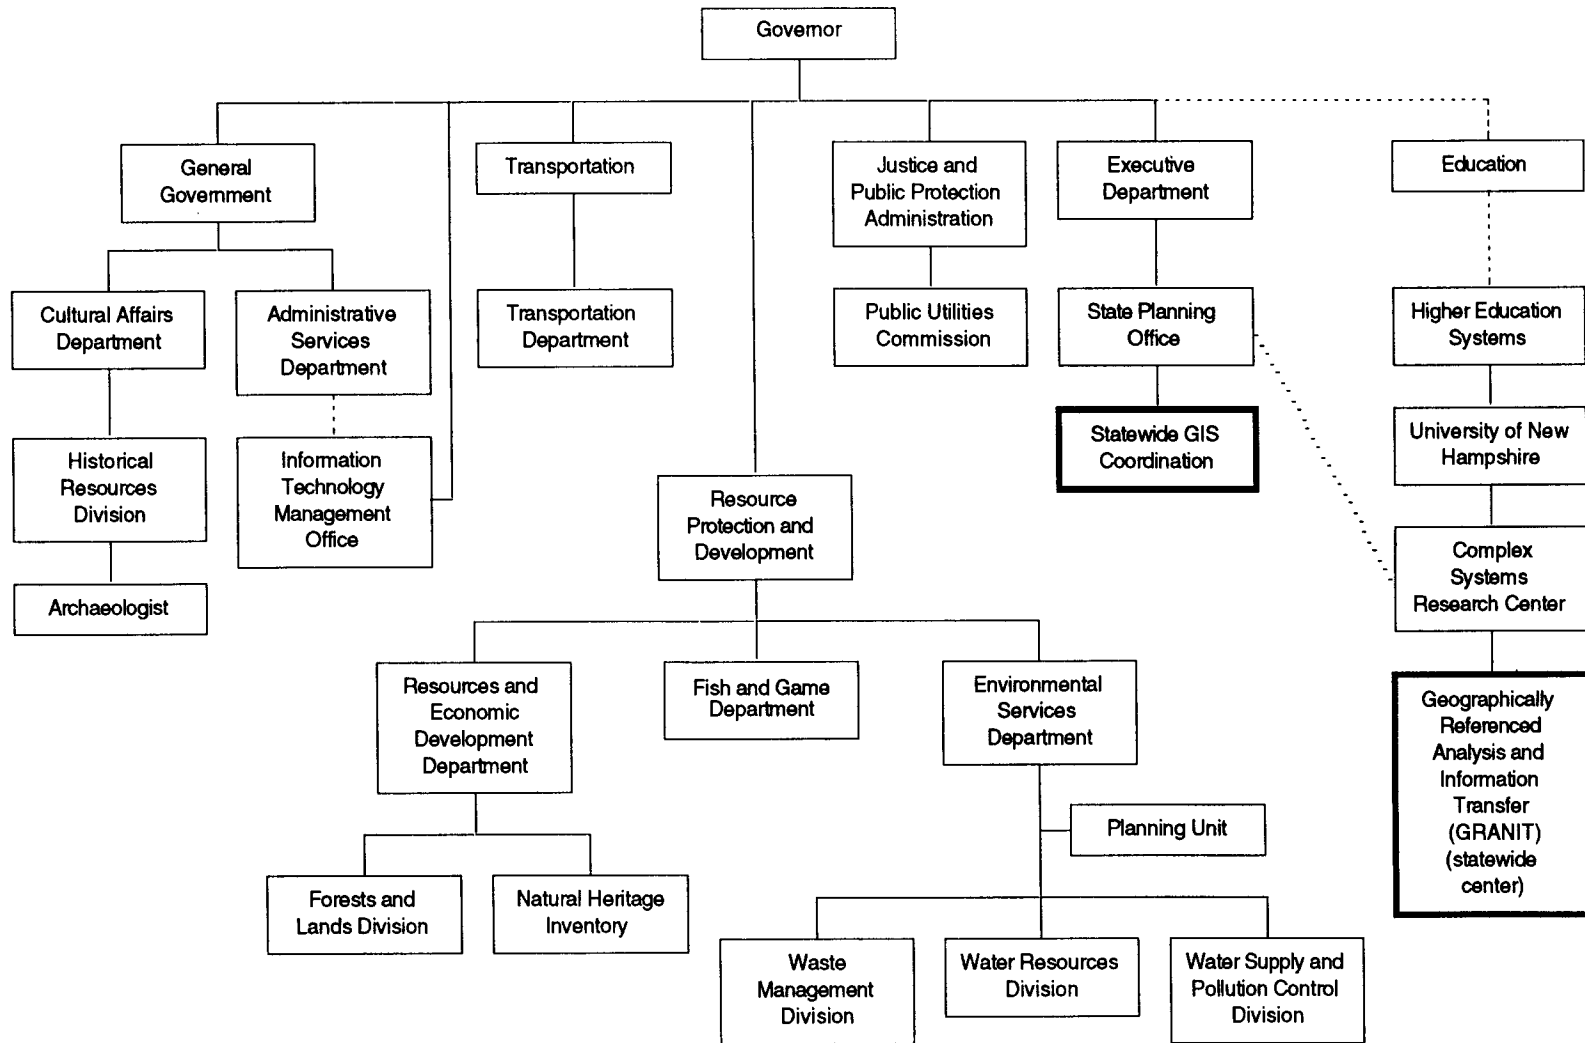 Governor
General
Government
Transportation
Justice and
Public Protection
Administration
Executive
Department
Education
Cultural Affairs
Department
Administrative
Services
Department
Transportation
Department
Public Utilities
Commission
State Planning
Office
Higher Education
Systems
Historical
Resources
Division
Information
Technology
Management
Office
Statewide GIS
Coordination
University of New
Hampshire
Resource
Protection and
Development
Complex
Systems
Research Center
Archaeologist
Resources and
Economic
Development
Department
Fish and Game
Department
Environmental
Services
Department
Geographically
Referenced
Analysis and
Information
Transfer
(GRANIT)
(statewide
center)
Planning Unit
Forests and
Lands Division
Natural Heritage
Inventory
Waste
Management
Division
Water Resources
Division
Water Supply and
Pollution Control
Division